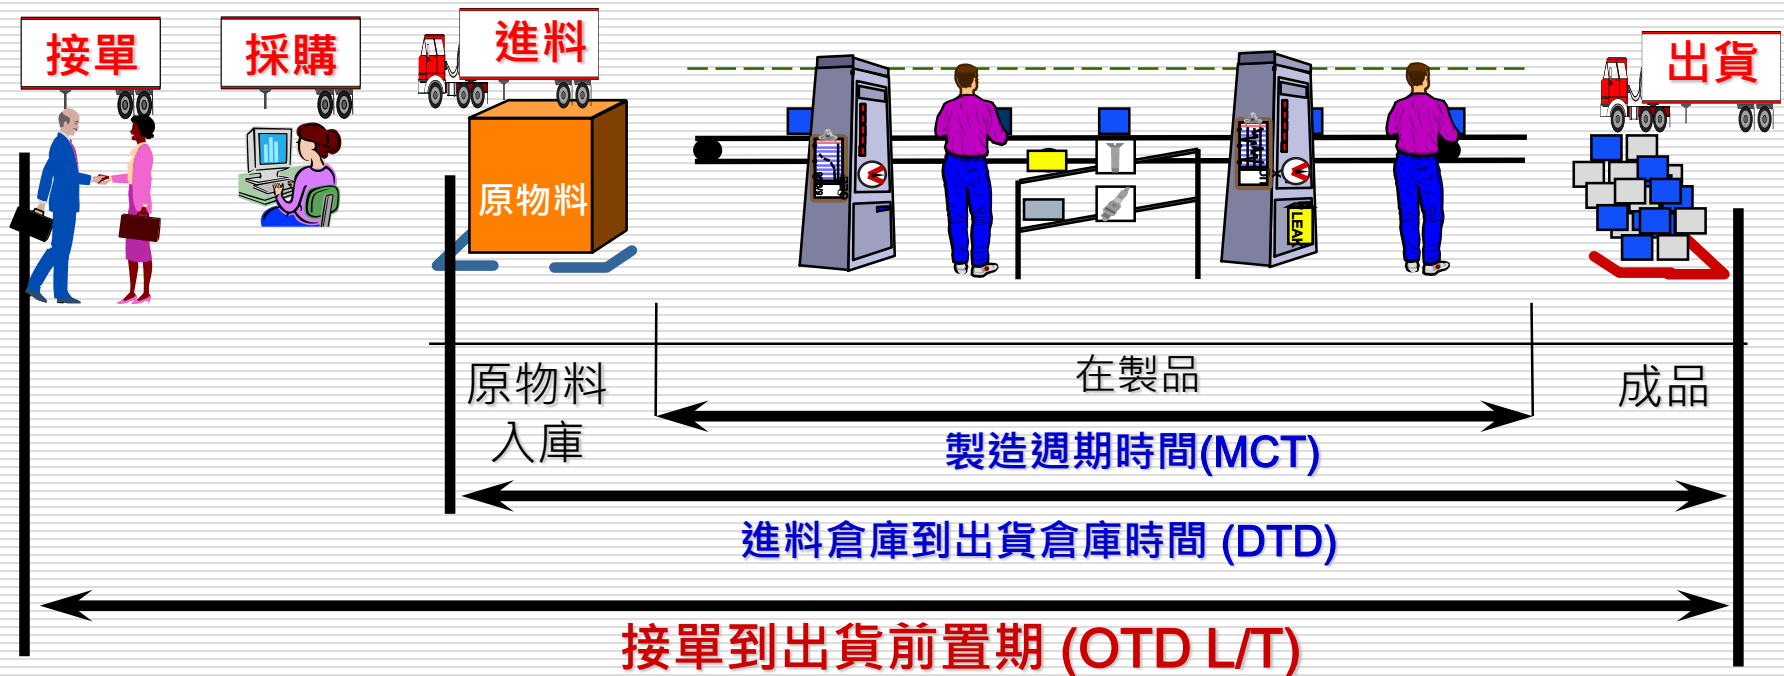 接單
採購
進料
出貨
原物料
LEAK
原物料
入庫
在製品
成品
製造週期時間(MCT)
進料倉庫到出貨倉庫時間 (DTD)
接單到出貨前置期 (OTD L/T)